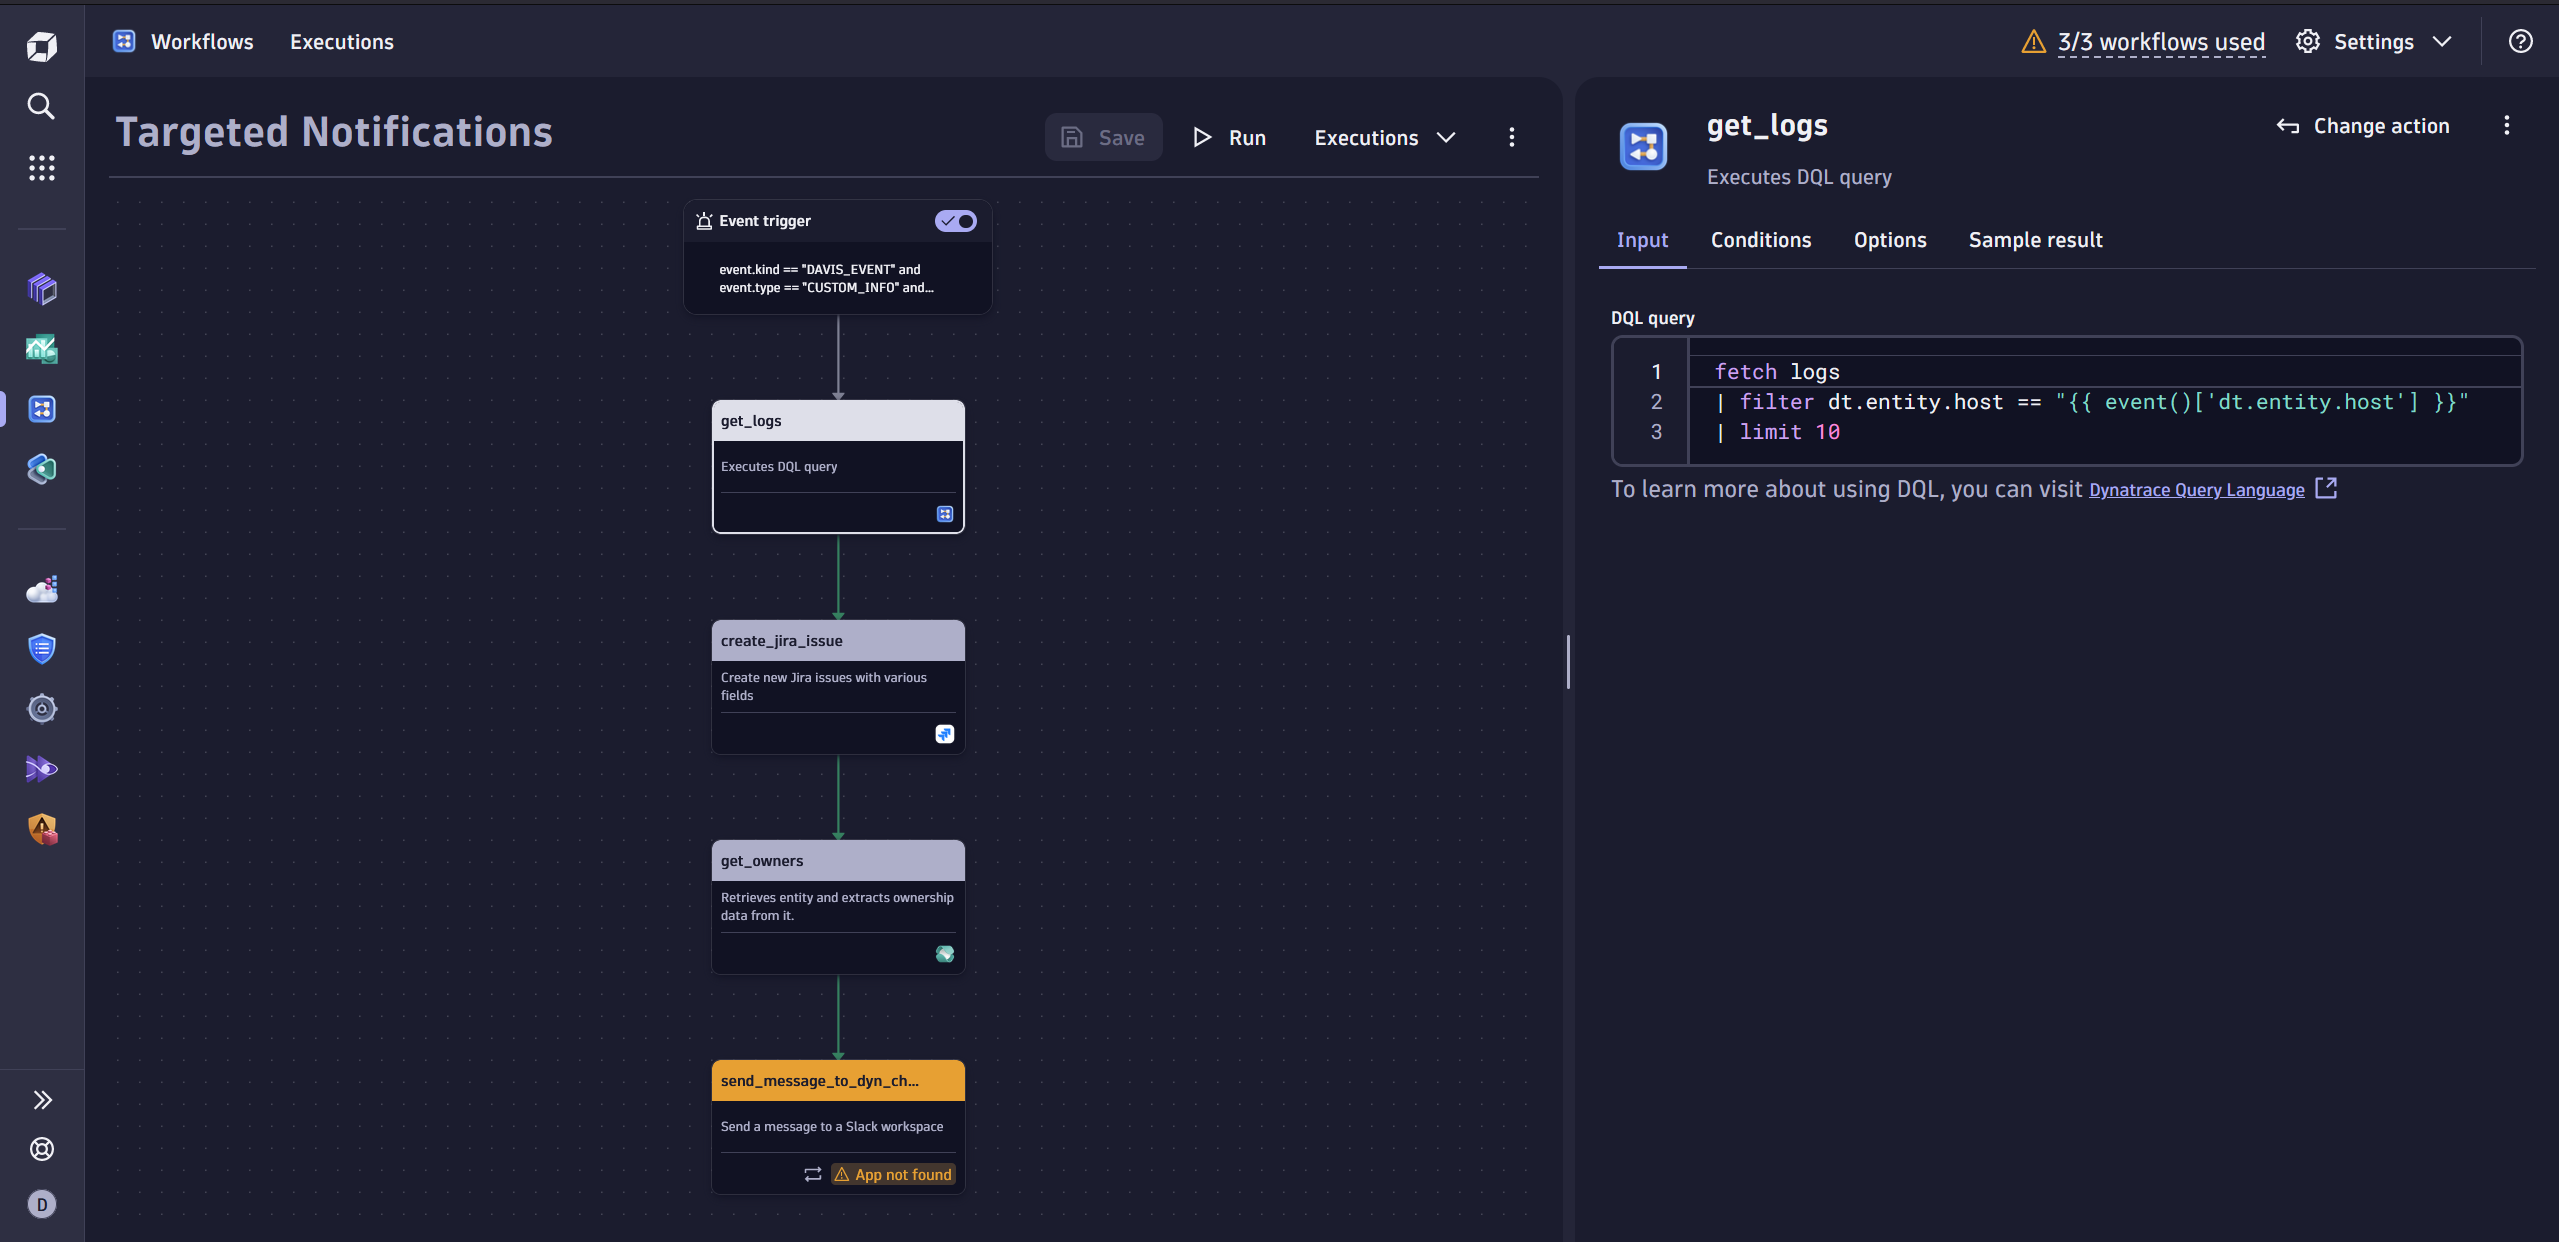 Workflows
Executions
3/3 workflows used
Settings
Targeted Notifications
Save
Run
Executions
Event trigger
event.kind == "DAVIS_EVENT" and
event.type == "CUSTOM_INFO" and...
get_logs
Executes DQL query
create_jira_issue
Create new Jira issues with various
fields
get_owners
Retrieves entity and extracts ownership
data from it.
send_message_to_dyn_ch...
Send a message to a Slack workspace
App not found
D
get_logs
Change action
Executes DQL query
Input
Conditions
Options
Sample result
DQL query
1 fetch logs
2 | filter dt.entity.host == "{{ event()['dt.entity.host'] }}"
3 | limit 10
To learn more about using DQL, you can visit Dynatrace Query Language